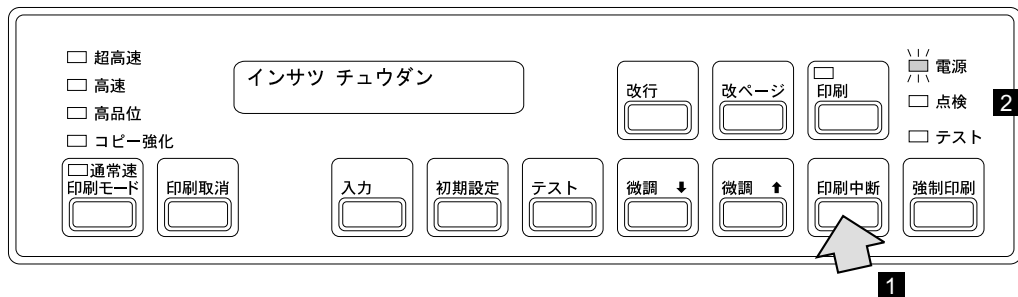 超高速
高速
高品位
コピー強化
通常速
印刷モード
印刷取消
インサツ チュウダン
入力
初期設定
テスト
改行
改ページ
印刷
微調 ⬇
微調 ⬆
印刷中断
強制印刷
電源
点検
テスト
2
1